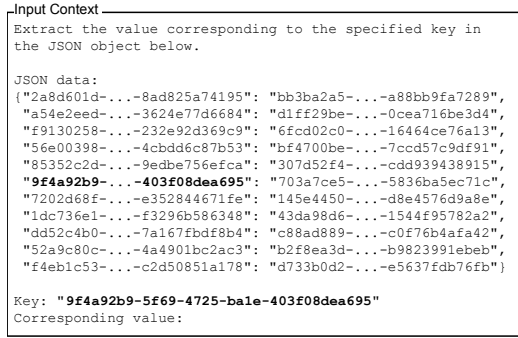 Input Context
Extract the value corresponding to the specified key in
the JSON object below.
JSON data:
{"2a8d601d-...-8ad825a74195": "bb3ba2a5-...-a88bb9fa7289",
"a54e2eed-...-3624e77d6684": "d1ff29be-...-0cea716be3d4",
"f9130258-...-232e92d369c9": "6fcd02c0-...-16464ce76a13",
"56e00398-...-4cbdd6c87b53": "bf4700be-...-7ccd57c9df91",
"85352c2d-...-9edbe756efca": "307d52f4-...-cdd939438915",
"9f4a92b9-...-403f08dea695": "703a7ce5-...-5836ba5ec71c",
"7202d68f-...-e352844671fe": "145e4450-...-d8e4576d9a8e",
"1dc736e1-...-f3296b586348": "43da98d6-...-1544f95782a2",
"dd52c4b0-...-7a167fbdf8b4": "c88ad889-...-c0f76b4afa42",
"52a9c80c-...-4a4901bc2ac3": "b2f8ea3d-...-b9823991ebeb",
"f4eb1c53-...-c2d50851a178": "d733b0d2-...-e5637fdb76fb"}
Key: "9f4a92b9-5f69-4725-ba1e-403f08dea695"
Corresponding value: